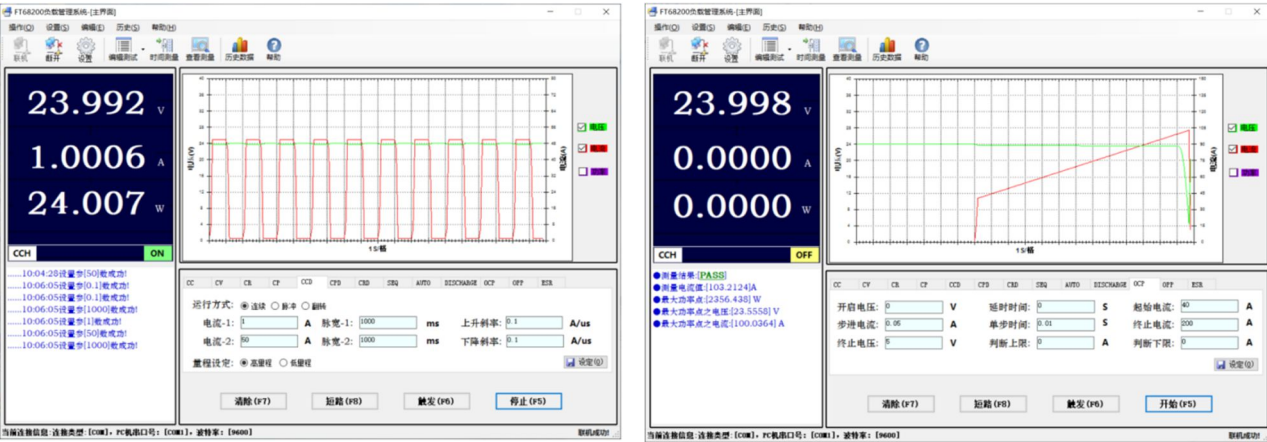 FT68200负载管理系统-[主界面]
操作(O) 设置(S) 编辑(E) 历史(S) 帮助(H)
联机 断开 设置 编辑测试 时间测量 查看测量 历史数据 帮助
23.992 V
1.0006 A
24.007 W
CCH ON
电压(V)
电流(A)
1S/幅
电压
电流
功率
......10:04:28设置参[50]数成功!
......10:06:05设置参[0.1]数成功!
......10:06:05设置参[0.1]数成功!
......10:06:05设置参[1000]数成功!
......10:06:05设置参[1]数成功!
......10:06:05设置参[50]数成功!
......10:06:05设置参[1000]数成功!
CC CV CR CP CCD CPD CRD SEQ AUTO DISCHARGE OCP OPP ESR
运行方式: 连续 脉冲 翻转
电流-1: 1 A 脉宽-1: 1000 ms 上升斜率: 0.1 A/us
电流-2: 50 A 脉宽-2: 1000 ms 下降斜率: 0.1 A/us
量程设定: 高量程 低量程
设定(Q)
清除(F7) 短路(F8) 触发(F6) 停止(F5)
当前连接信息:连接类型:[COM], PC机串口号: [COM1], 波特率: [9600] 联机成功!
FT68200负载管理系统-[主界面]
操作(O) 设置(S) 编辑(E) 历史(S) 帮助(H)
联机 断开 设置 编辑测试 时间测量 查看测量 历史数据 帮助
23.998 V
0.0000 A
0.0000 W
CCH OFF
电压(V)
电流(A)
1S/幅
电压
电流
功率
●测量结果:[PASS]
●测量电流值:[103.2124]A
●最大功率点:[2356.438] W
●最大功率点之电压:[23.5558] V
●最大功率点之电流:[100.0364] A
CC CV CR CP CCD CPD CRD SEQ AUTO DISCHARGE OCP OPP ESR
开启电压: 0 V 延时时间: 0 S 起始电流: 40 A
步进电流: 0.05 A 单步时间: 0.01 S 终止电流: 200 A
终止电压: 5 V 判断上限: 0 A 判断下限: 0 A
设定(Q)
清除(F7) 短路(F8) 触发(F6) 开始(F5)
当前连接信息:连接类型:[COM], PC机串口号: [COM1], 波特率: [9600] 联机成功!